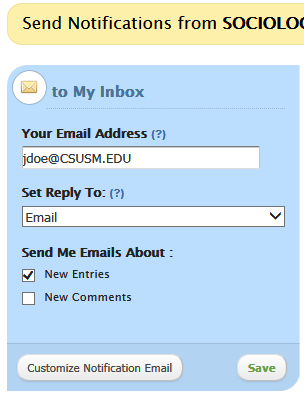 Send Notifications from SOCIOLOG
to My Inbox
Your Email Address (?)
jdoe@CSUSM.EDU
Set Reply To: (?)
Email
Send Me Emails About :
New Entries
New Comments
Customize Notification Email
Save